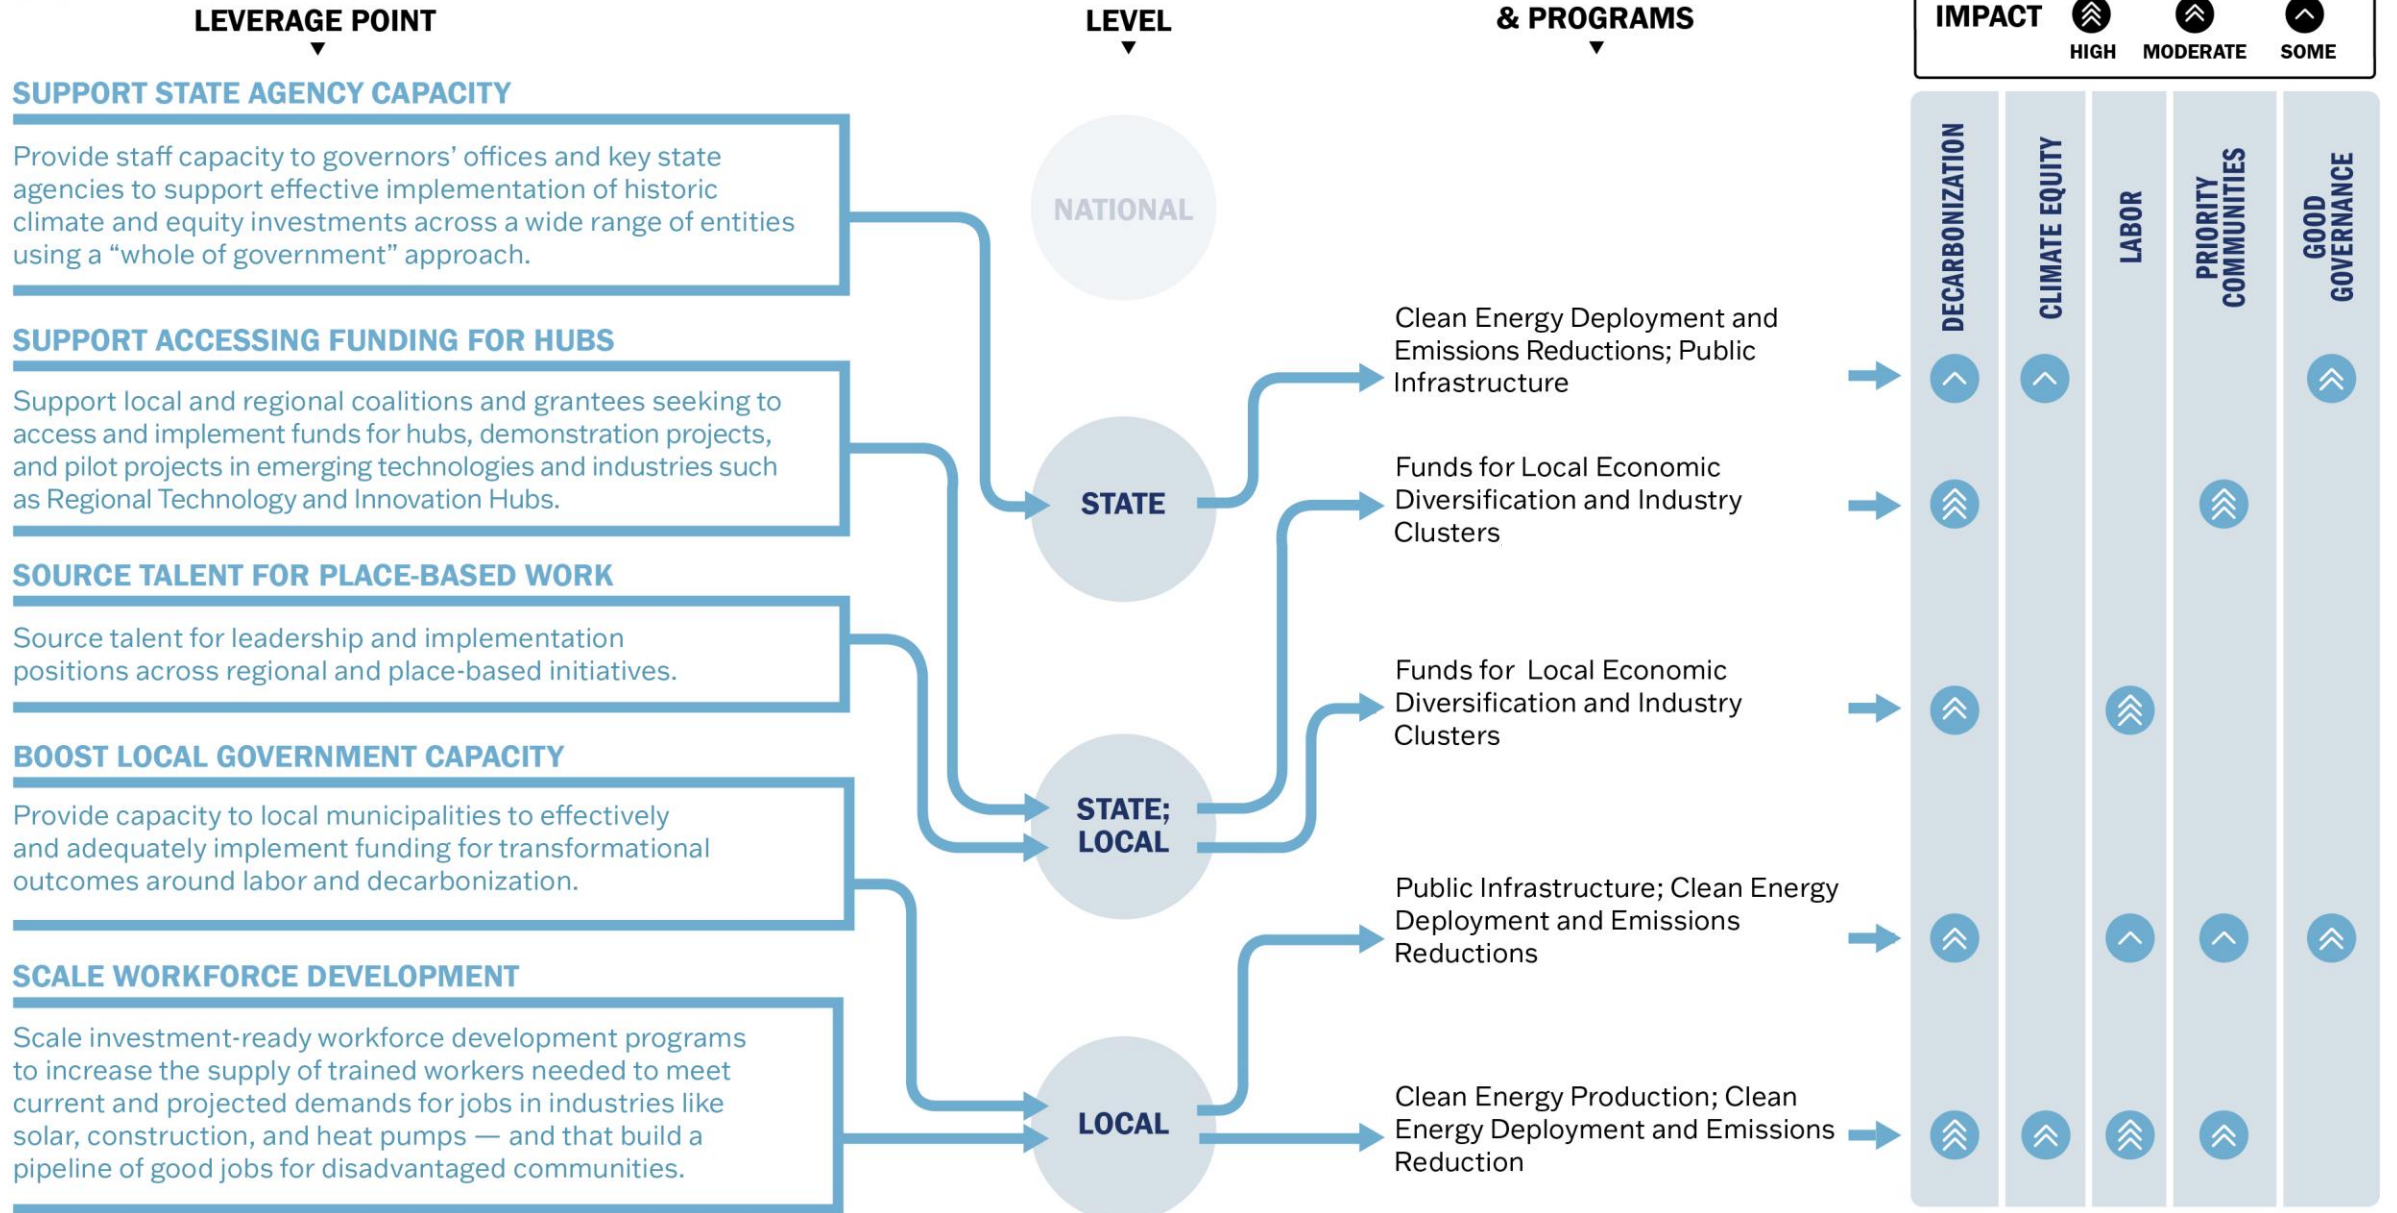 LEVERAGE POINT
LEVEL
& PROGRAMS
IMPACT
HIGH
MODERATE
SOME
SUPPORT STATE AGENCY CAPACITY
Provide staff capacity to governors’ offices and key state
agencies to support effective implementation of historic
climate and equity investments across a wide range of entities
using a “whole of government” approach.
SUPPORT ACCESSING FUNDING FOR HUBS
Support local and regional coalitions and grantees seeking to
access and implement funds for hubs, demonstration projects,
and pilot projects in emerging technologies and industries such
as Regional Technology and Innovation Hubs.
SOURCE TALENT FOR PLACE-BASED WORK
Source talent for leadership and implementation
positions across regional and place-based initiatives.
BOOST LOCAL GOVERNMENT CAPACITY
Provide capacity to local municipalities to effectively
and adequately implement funding for transformational
outcomes around labor and decarbonization.
SCALE WORKFORCE DEVELOPMENT
Scale investment-ready workforce development programs
to increase the supply of trained workers needed to meet
current and projected demands for jobs in industries like
solar, construction, and heat pumps — and that build a
pipeline of good jobs for disadvantaged communities.
NATIONAL
STATE
STATE;
LOCAL
LOCAL
Clean Energy Deployment and
Emissions Reductions; Public
Infrastructure
Funds for Local Economic
Diversification and Industry
Clusters
Funds for Local Economic
Diversification and Industry
Clusters
Public Infrastructure; Clean Energy
Deployment and Emissions
Reductions
Clean Energy Production; Clean
Energy Deployment and Emissions
Reduction
DECARBONIZATION
CLIMATE EQUITY
LABOR
PRIORITY
COMMUNITIES
GOOD
GOVERNANCE